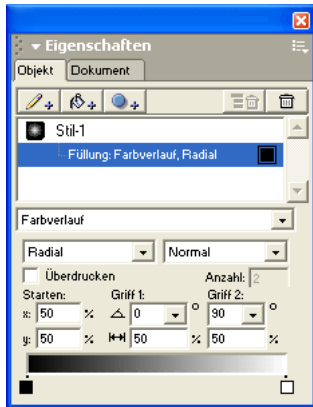 Eigenschaften
Objekt Dokument
Stil-1
Füllung: Farbverlauf, Radial
Farbverlauf
Radial Normal
Überdrucken Anzahl: 2
Starten: Griff 1: Griff 2:
x: 50 % 0 ° 90 °
y: 50 % 50 % 50 %